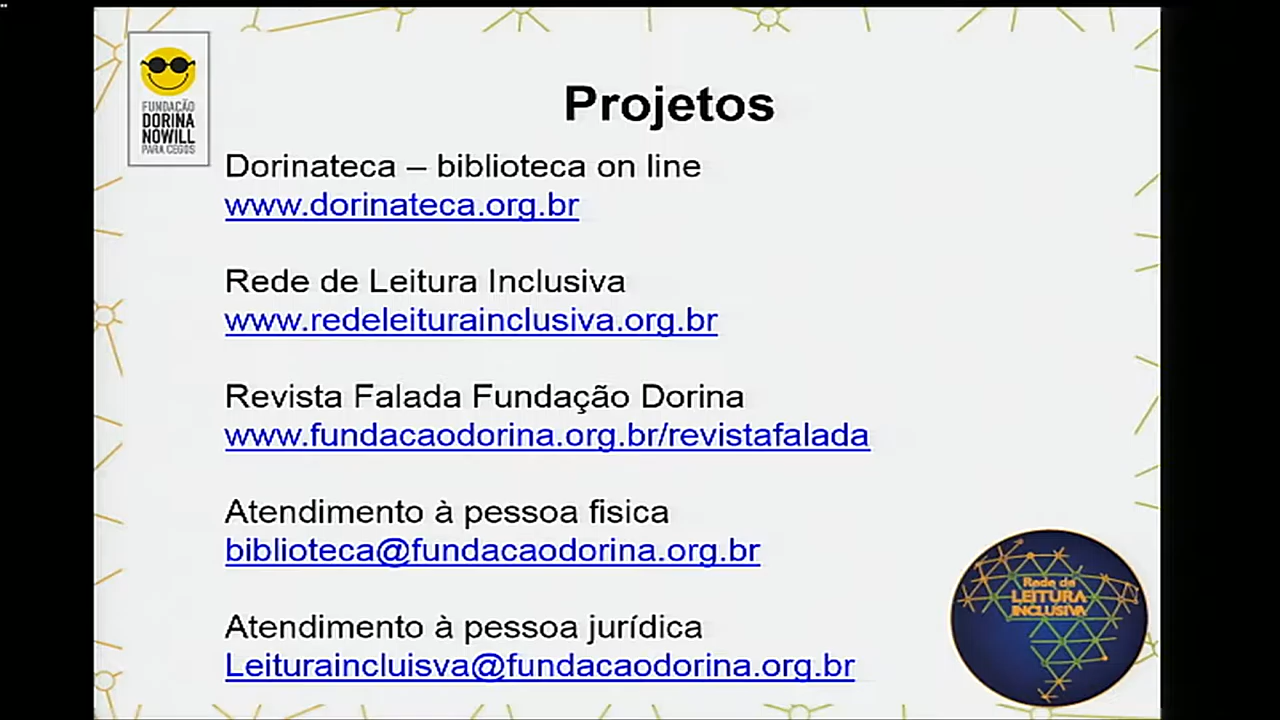 FUNDAÇÃO
DORINA
NOWILL
PARA CEGOS
Projetos
Dorinateca – biblioteca on line
www.dorinateca.org.br
Rede de Leitura Inclusiva
www.redeleiturainclusiva.org.br
Revista Falada Fundação Dorina
www.fundacaodorina.org.br/revistafalada
Atendimento à pessoa fisica
biblioteca@fundacaodorina.org.br
Atendimento à pessoa jurídica
Leituraincluisva@fundacaodorina.org.br
Rede de
LEITURA
INCLUSIVA